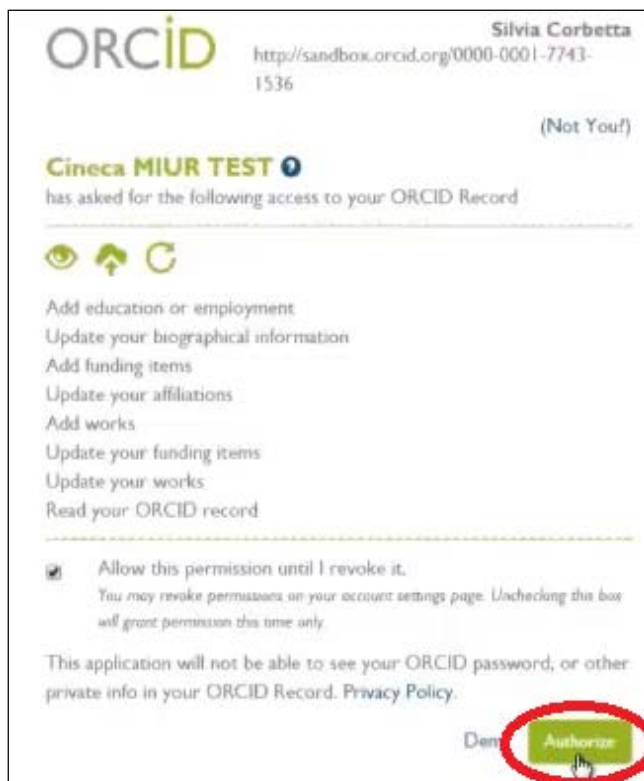 ORCID
Silvia Corbetta
http://sandbox.orcid.org/0000-0001-7743-
1536
(Not You?)
Cineca MIUR TEST ?
has asked for the following access to your ORCID Record
Add education or employment
Update your biographical information
Add funding items
Update your affiliations
Add works
Update your funding items
Update your works
Read your ORCID record
Allow this permission until I revoke it.
You may revoke permissions on your account settings page. Unchecking this box
will grant permission this time only.
This application will not be able to see your ORCID password, or other
private info in your ORCID Record. Privacy Policy.
Authorize